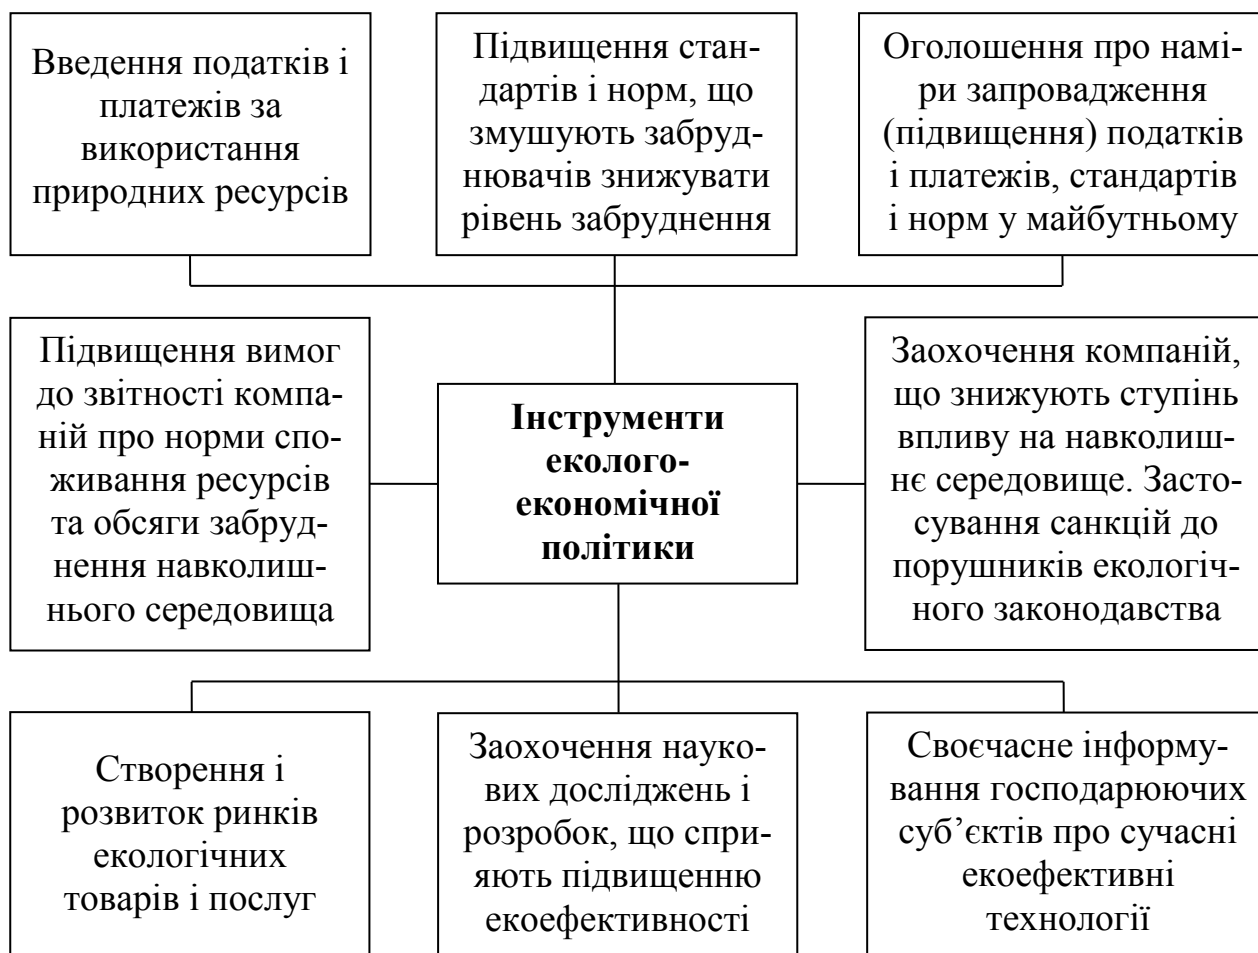 Введення податків і
платежів за
використання
природних ресурсів
Підвищення стан-
дартів і норм, що
змушують забруд-
нювачів знижувати
рівень забруднення
Оголошення про намі-
ри запровадження
(підвищення) податків
і платежів, стандартів
і норм у майбутньому
Підвищення вимог
до звітності компа-
ній про норми спо-
живання ресурсів
та обсяги забруд-
нення навколиш-
нього середовища
Інструменти
еколого-
економічної
політики
Заохочення компаній,
що знижують ступінь
впливу на навколиш-
нє середовище. Засто-
сування санкцій до
порушників екологіч-
ного законодавства
Створення і
розвиток ринків
екологічних
товарів і послуг
Заохочення науко-
вих досліджень і
розробок, що спри-
яють підвищенню
екоефективності
Своєчасне інформу-
вання господарюючих
суб’єктів про сучасні
екоефективні
технології